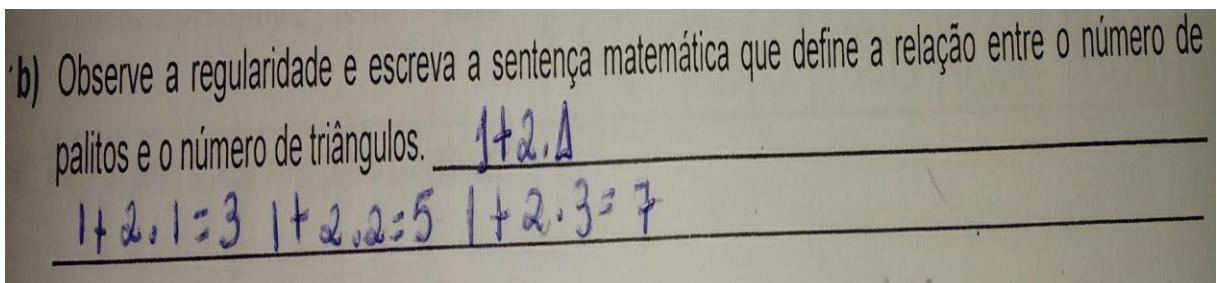 b) Observe a regularidade e escreva a sentença matemática que define a relação entre o número de
palitos e o número de triângulos. 1+2.Δ
1+2.1=3 1+2.2=5 1+2.3=7